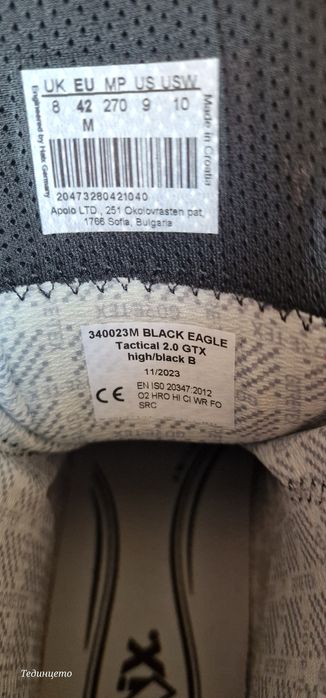 UK EU MP US USW
8 42 270 9 10
M
Engineered by Haix Germany
Made in Croatia
20473280421040
Apolo LTD., 251 Okolovrasten pat,
1766 Sofia, Bulgaria
340023M BLACK EAGLE
Tactical 2.0 GTX
high/black B
11/2023
CE
EN ISO 20347:2012
O2 HRO HI CI WR FO
SRC
Тединцето